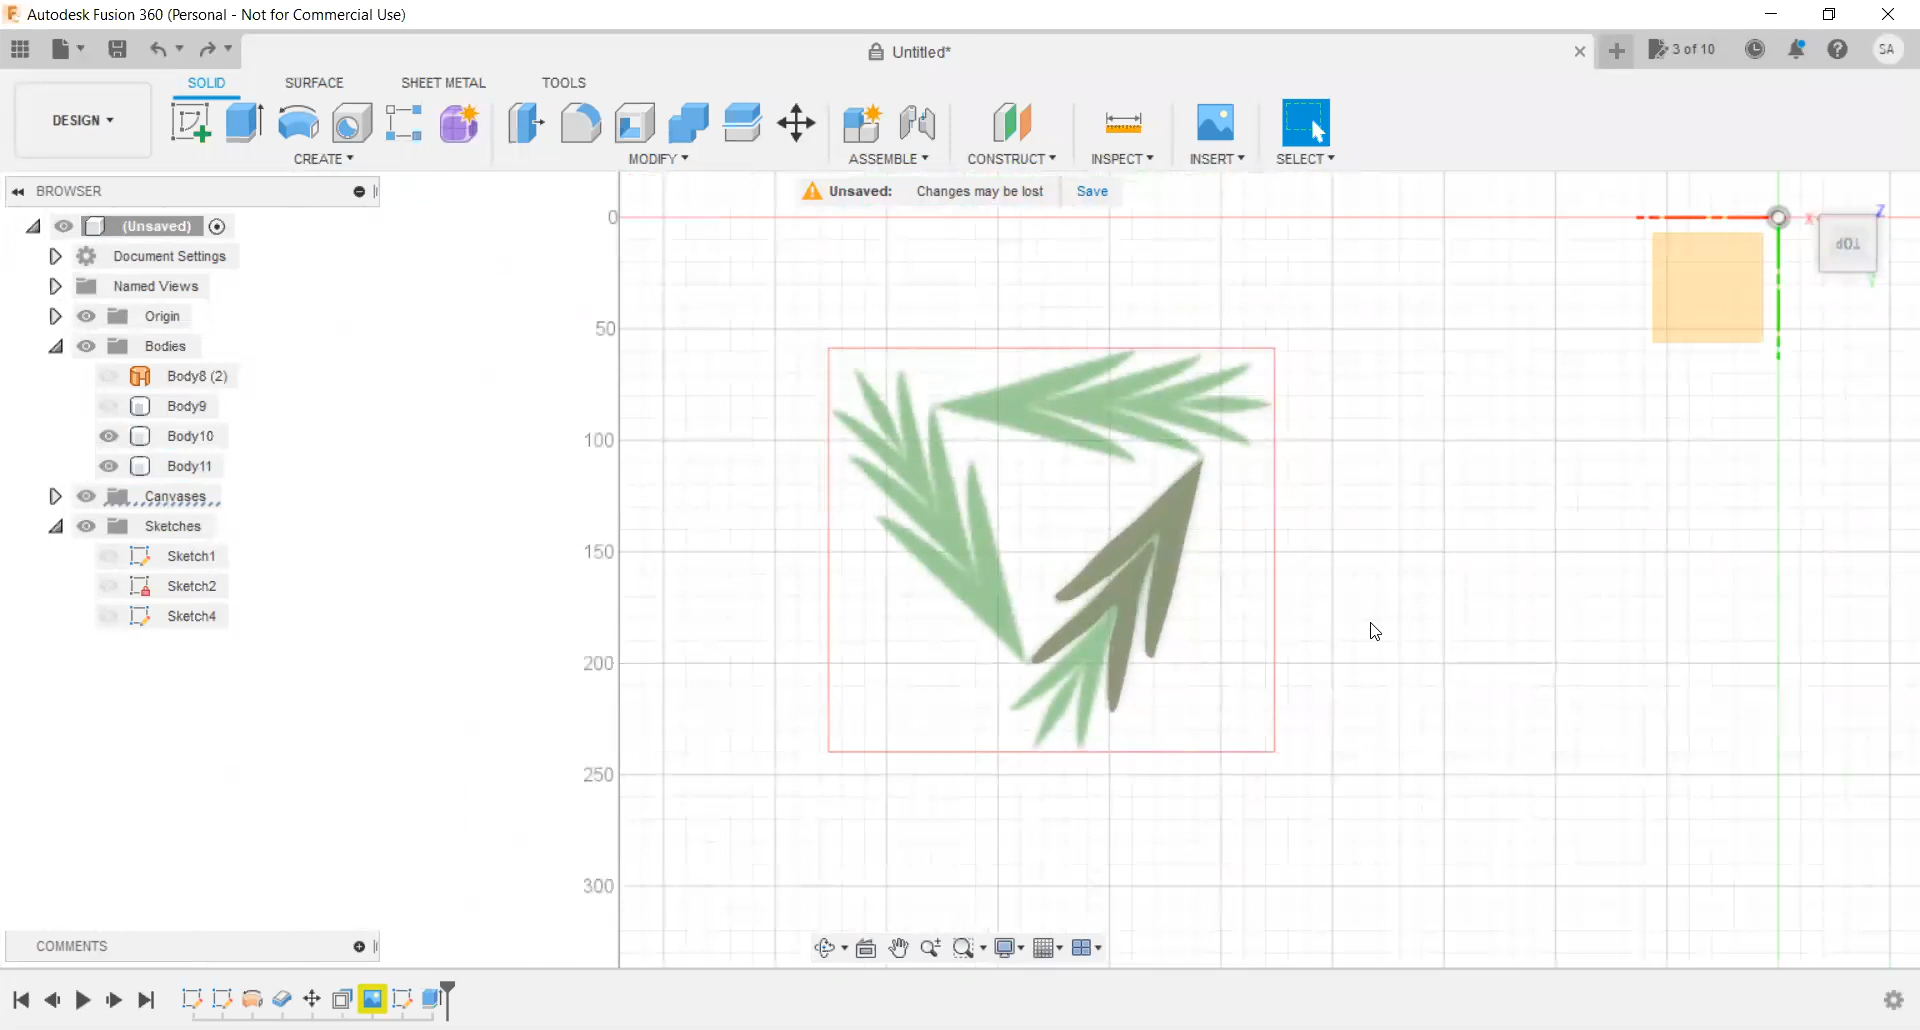 Autodesk Fusion 360 (Personal - Not for Commercial Use)
Untitled*
3 of 10
SA
DESIGN
SOLID
SURFACE
SHEET METAL
TOOLS
CREATE
MODIFY
ASSEMBLE
CONSTRUCT
INSPECT
INSERT
SELECT
BROWSER
Unsaved: Changes may be lost Save
(Unsaved)
Document Settings
Named Views
Origin
Bodies
Body8 (2)
Body9
Body10
Body11
Canvases
Sketches
Sketch1
Sketch2
Sketch4
0
50
100
150
200
250
300
X
Z
TOP
Y
COMMENTS